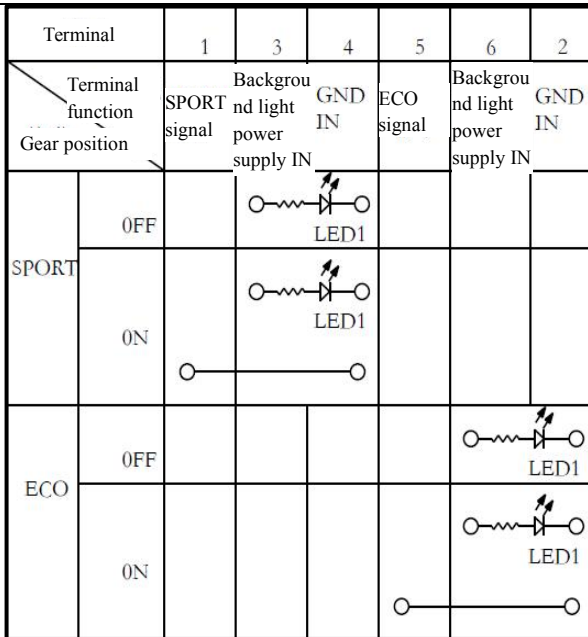 Terminal 1 3 4 5 6 2
Terminal
function
Gear position
SPORT
signal
Backgrou
nd light
power
supply IN
GND
IN
ECO
signal
Backgrou
nd light
power
supply IN
GND
IN
SPORT
0FF
LED1
0N
LED1
ECO
0FF
LED1
0N
LED1